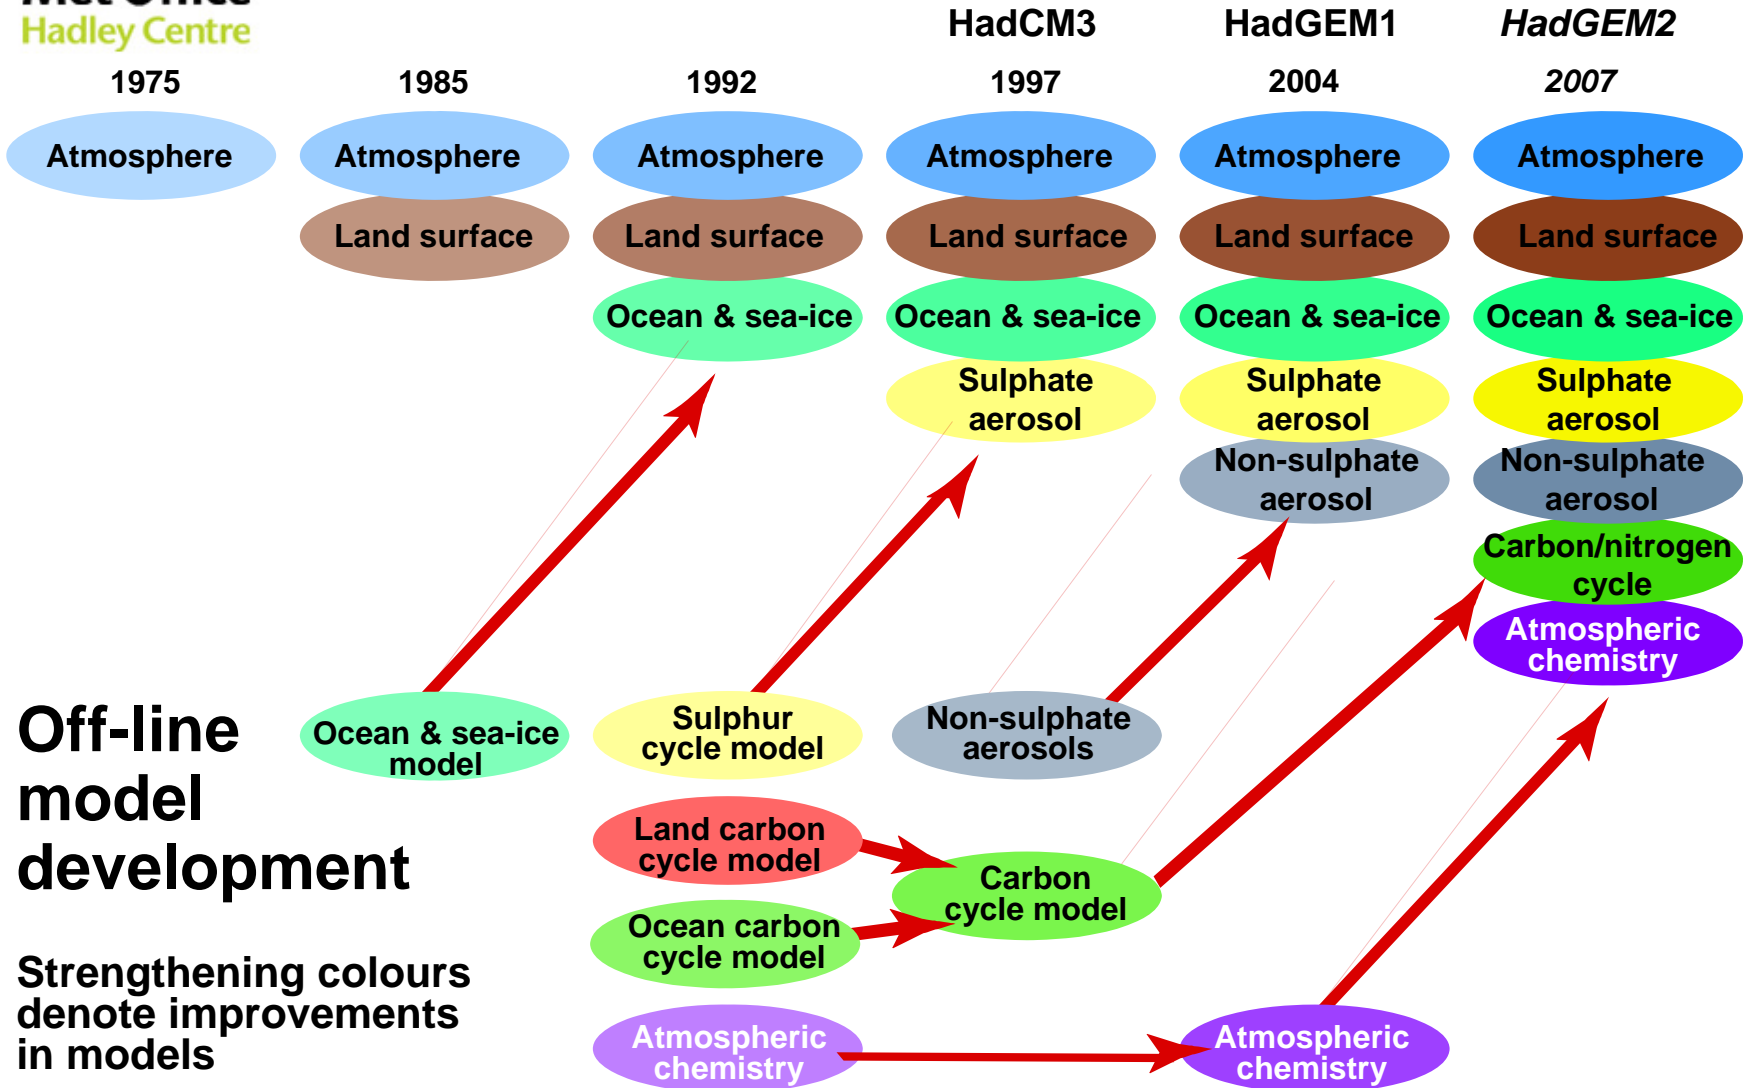 Met Office
Hadley Centre
HadCM3
HadGEM1
HadGEM2
1975
1985
1992
1997
2004
2007
Atmosphere
Atmosphere
Atmosphere
Atmosphere
Atmosphere
Atmosphere
Land surface
Land surface
Land surface
Land surface
Land surface
Ocean & sea-ice
Ocean & sea-ice
Ocean & sea-ice
Ocean & sea-ice
Sulphate
aerosol
Sulphate
aerosol
Sulphate
aerosol
Non-sulphate
aerosol
Non-sulphate
aerosol
Carbon/nitrogen
cycle
Atmospheric
chemistry
Off-line
model
development
Ocean & sea-ice
model
Sulphur
cycle model
Non-sulphate
aerosols
Land carbon
cycle model
Carbon
cycle model
Ocean carbon
cycle model
Strengthening colours
denote improvements
in models
Atmospheric
chemistry
Atmospheric
chemistry